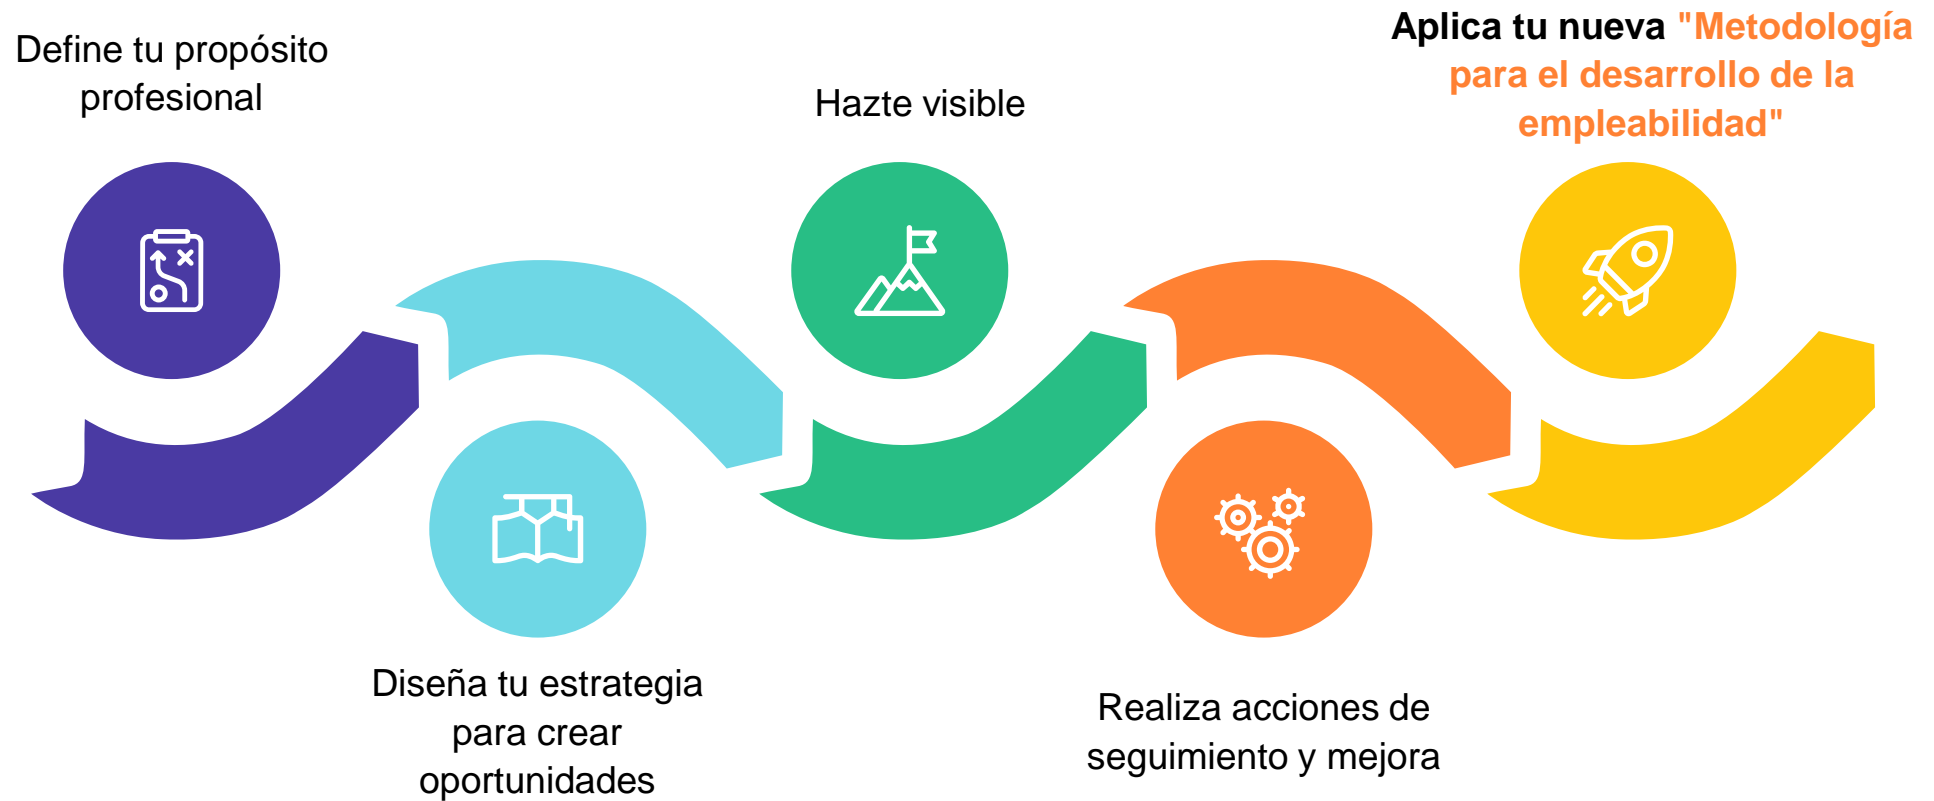 Define tu propósito
profesional
Diseña tu estrategia
para crear
oportunidades
Hazte visible
Realiza acciones de
seguimiento y mejora
Aplica tu nueva "Metodología
para el desarrollo de la
empleabilidad"